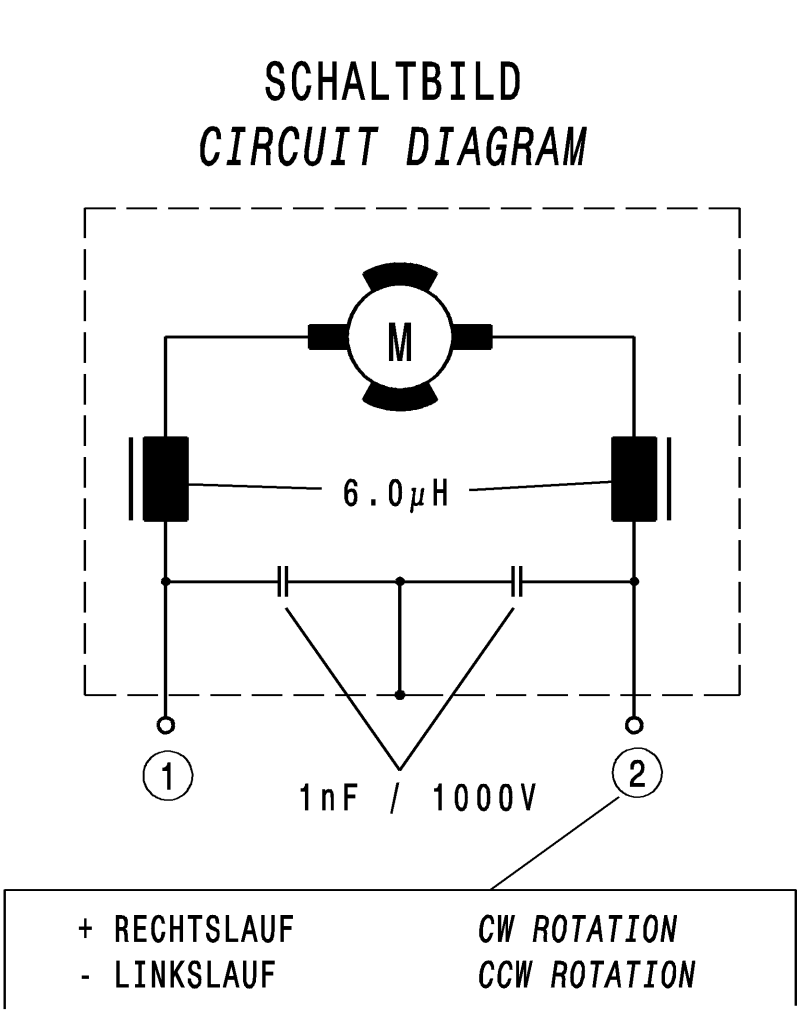 SCHALTBILD
CIRCUIT DIAGRAM
M
6.0µH
1
2
1nF / 1000V
+ RECHTSLAUF CW ROTATION
- LINKSLAUF CCW ROTATION